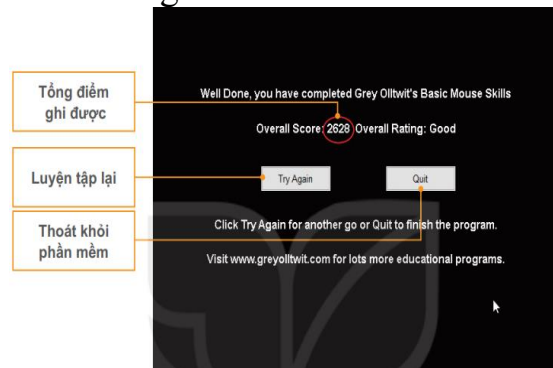 Tổng điểm
ghi được
Luyện tập lại
Thoát khỏi
phần mềm
Well Done, you have completed Grey Olltwit's Basic Mouse Skills
Overall Score: 2628 Overall Rating: Good
Try Again
Quit
Click Try Again for another go or Quit to finish the program.
Visit www.greyolltwit.com for lots more educational programs.